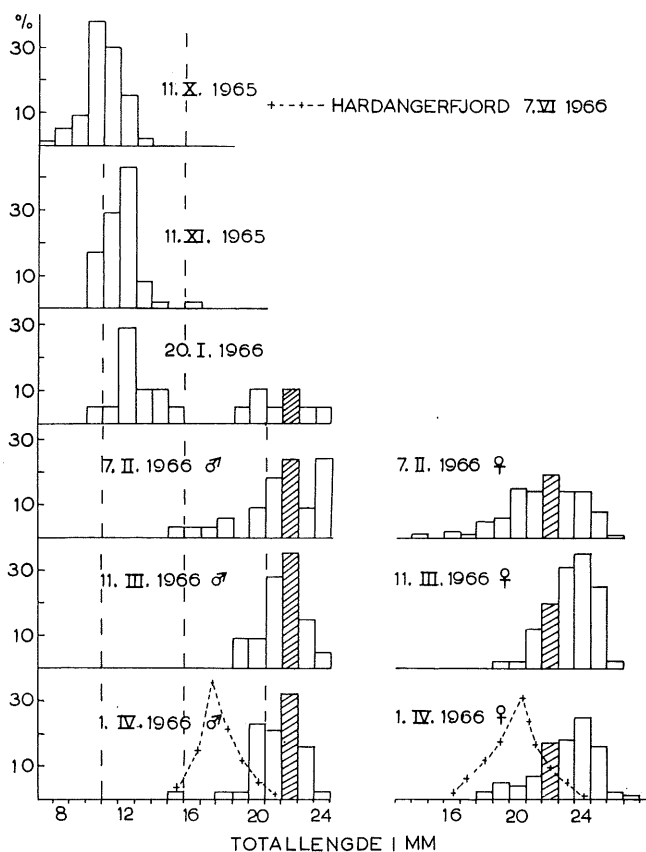 %
30
10
11. X. 1965
+--+-- HARDANGERFJORD 7. VI 1966
30
10
11. XI. 1965
30
10
20. I. 1966
30
10
7. II. 1966 ♂
7. II. 1966 ♀
30
10
11. III. 1966 ♂
11. III. 1966 ♀
30
10
1. IV. 1966 ♂
1. IV. 1966 ♀
8 12 16 20 24
16 20 24
TOTALLENGDE I MM